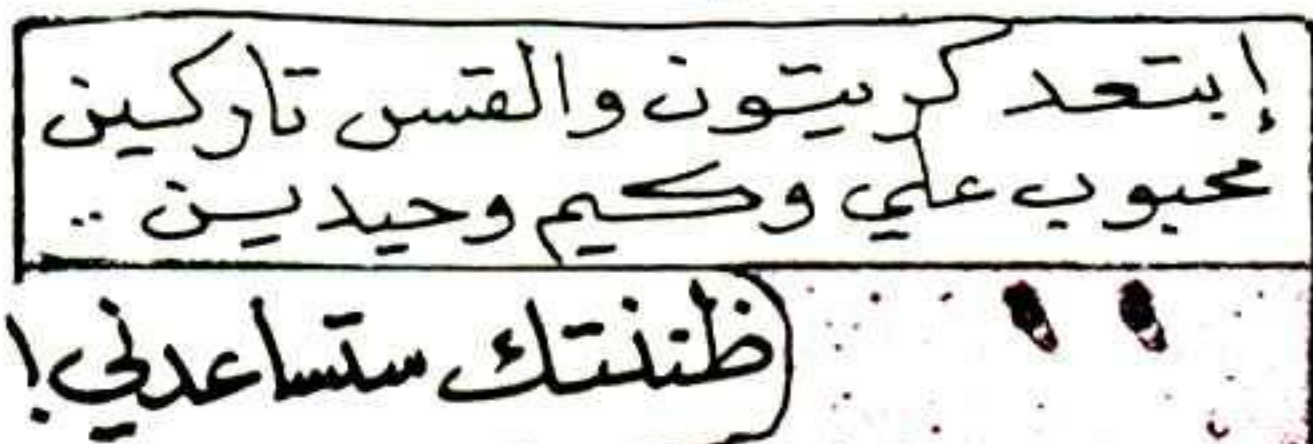 إبتعد كريتون والقس تاركين
محبوب علي وكيم وحيدين ..
ظننتك ستساعدني !